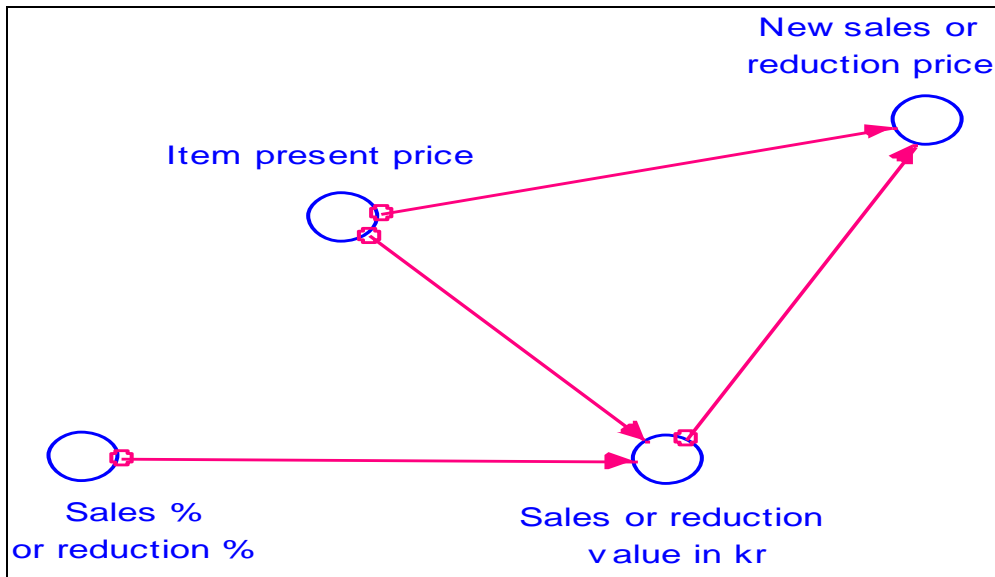 New sales or
reduction price
Item present price
Sales %
or reduction %
Sales or reduction
value in kr